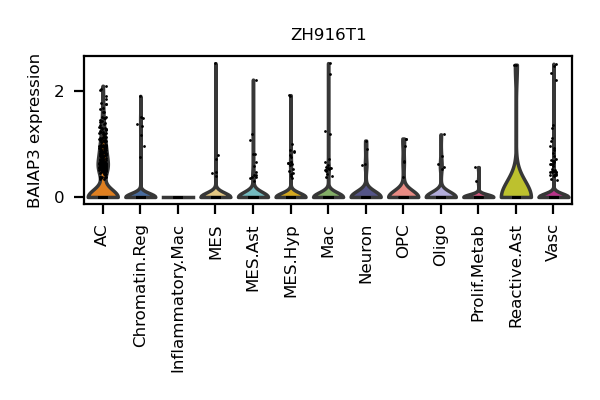 ZH916T1
BAIAP3 expression
2
0
AC
Chromatin.Reg
Inflammatory.Mac
MES
MES.Ast
MES.Hyp
Mac
Neuron
OPC
Oligo
Prolif.Metab
Reactive.Ast
Vasc